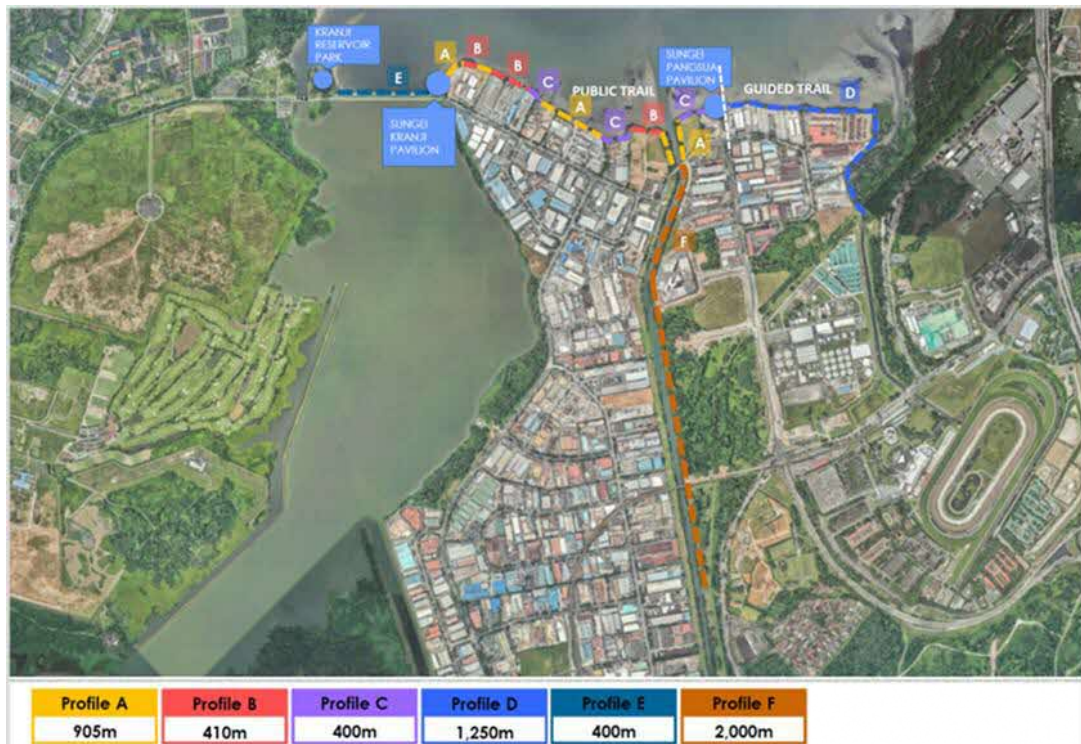 KRANJI
RESERVOIR
PARK
E
A
B
B
C
SUNGEI
KRANJI
PAVILION
A
PUBLIC TRAIL
C
B
C
SUNGEI
PANGSUA
PAVILION
A
GUIDED TRAIL
D
F
Profile A
905m
Profile B
410m
Profile C
400m
Profile D
1,250m
Profile E
400m
Profile F
2,000m